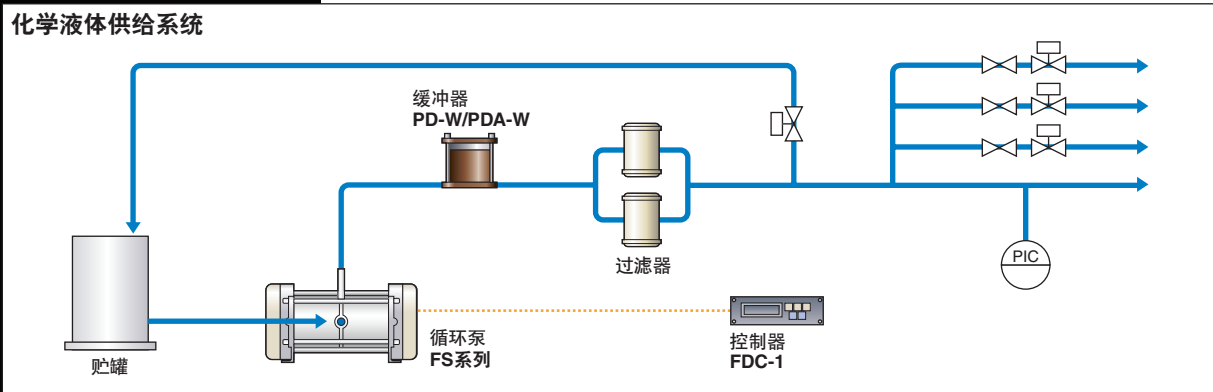 化学液体供给系统
缓冲器
PD-W/PDA-W
过滤器
PIC
贮罐
循环泵
FS系列
控制器
FDC-1